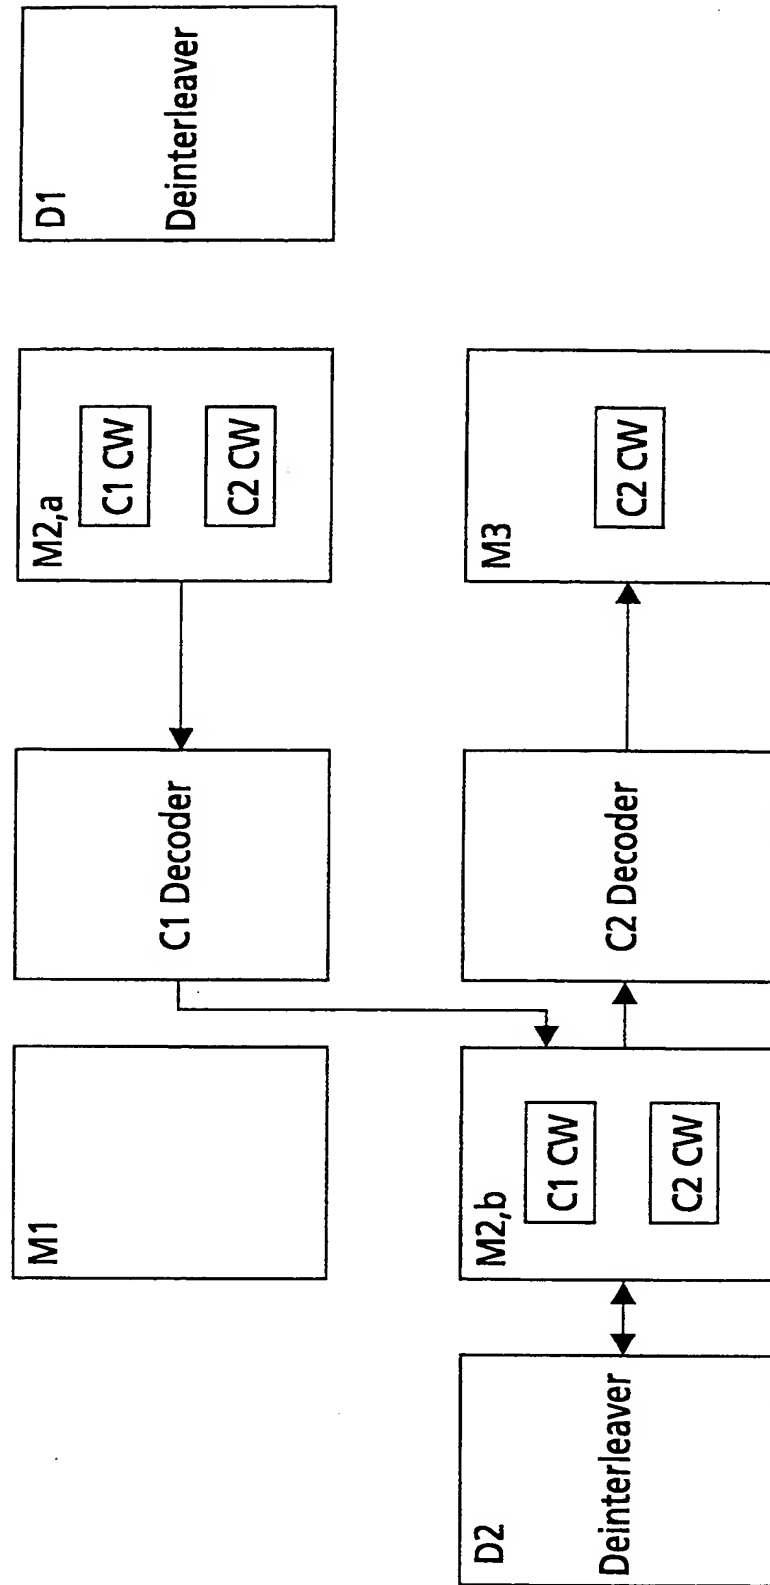 M1
C1 Decoder
M2,a
C1 CW
C2 CW
D1
Deinterleaver
D2
Deinterleaver
M2,b
C1 CW
C2 CW
C2 Decoder
M3
C2 CW